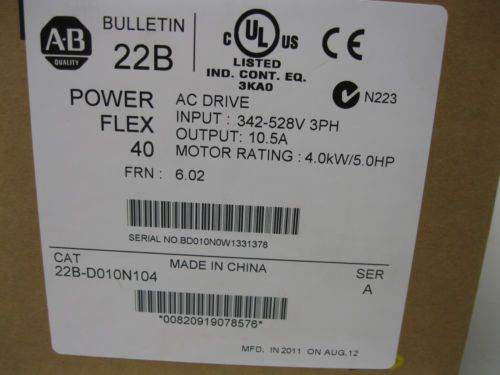 A-B
QUALITY
BULLETIN
22B
C UL US
LISTED
IND. CONT. EQ.
3KA0
CE
N223
POWER
FLEX
40
AC DRIVE
INPUT : 342-528V 3PH
OUTPUT: 10.5A
MOTOR RATING : 4.0kW/5.0HP
FRN : 6.02
SERIAL NO.BD010N0W1331378
CAT
22B-D010N104
MADE IN CHINA
SER
A
*00820919078576*
MFD. IN 2011 ON AUG.12